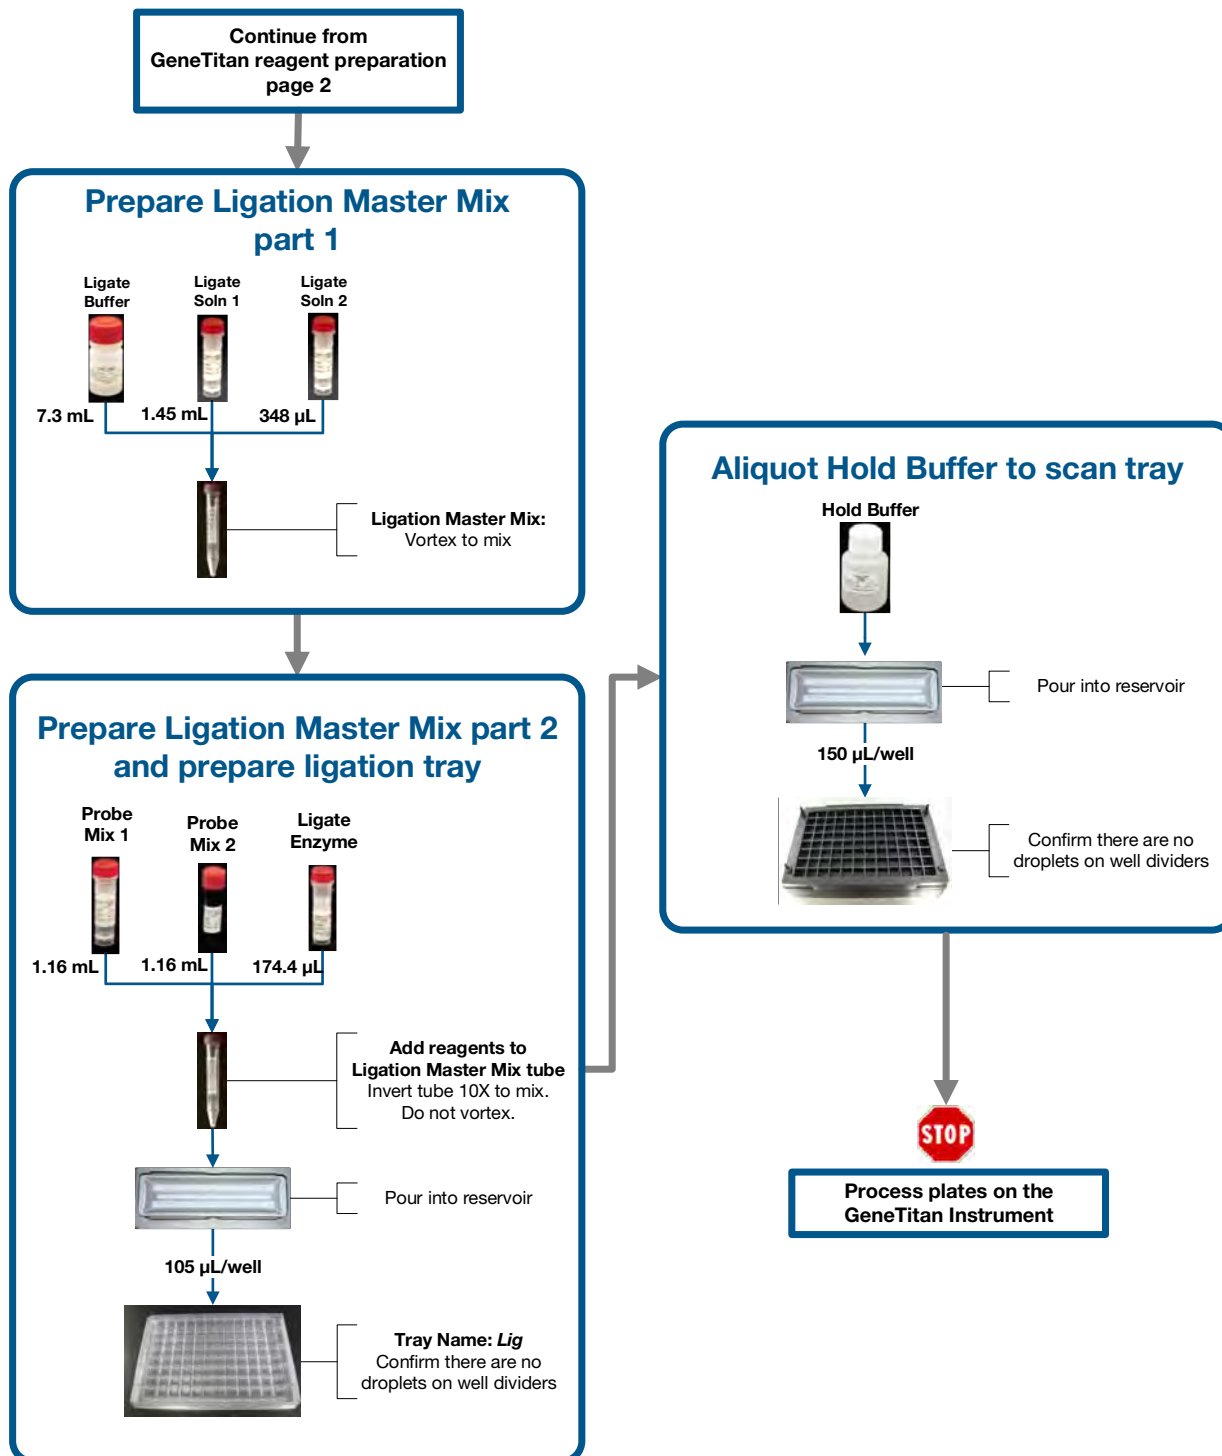 Continue from
GeneTitan reagent preparation
page 2
Prepare Ligation Master Mix
part 1
Ligate
Buffer
Ligate
Soln 1
Ligate
Soln 2
7.3 mL
1.45 mL
348 µL
Ligation Master Mix:
Vortex to mix
Prepare Ligation Master Mix part 2
and prepare ligation tray
Probe
Mix 1
Probe
Mix 2
Ligate
Enzyme
1.16 mL
1.16 mL
174.4 µL
Add reagents to
Ligation Master Mix tube
Invert tube 10X to mix.
Do not vortex.
Pour into reservoir
105 µL/well
Tray Name: Lig
Confirm there are no
droplets on well dividers
Aliquot Hold Buffer to scan tray
Hold Buffer
Pour into reservoir
150 µL/well
Confirm there are no
droplets on well dividers
STOP
Process plates on the
GeneTitan Instrument